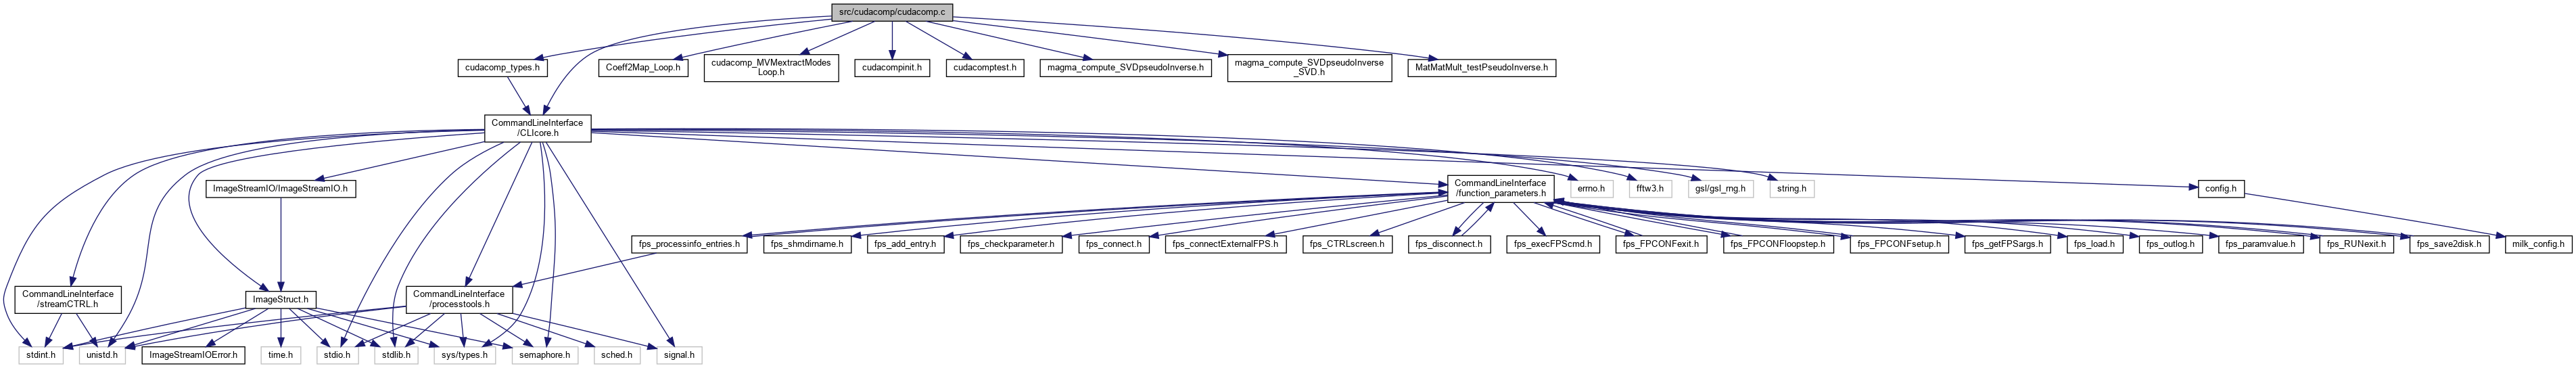 src/cudacomp/cudacomp.c
cudacomp_types.h
Coeff2Map_Loop.h
cudacomp_MVMextractModes
Loop.h
cudacompinit.h
cudacomptest.h
magma_compute_SVDpseudoInverse.h
magma_compute_SVDpseudoInverse
_SVD.h
MatMatMult_testPseudoInverse.h
CommandLineInterface
/CLIcore.h
ImageStreamIO/ImageStreamIO.h
CommandLineInterface
/function_parameters.h
errno.h
fftw3.h
gsl/gsl_rng.h
string.h
config.h
fps_processinfo_entries.h
fps_shmdirname.h
fps_add_entry.h
fps_checkparameter.h
fps_connect.h
fps_connectExternalFPS.h
fps_CTRLscreen.h
fps_disconnect.h
fps_execFPScmd.h
fps_FPCONFexit.h
fps_FPCONFloopstep.h
fps_FPCONFsetup.h
fps_getFPSargs.h
fps_load.h
fps_outlog.h
fps_paramvalue.h
fps_RUNexit.h
fps_save2disk.h
milk_config.h
CommandLineInterface
/streamCTRL.h
ImageStruct.h
CommandLineInterface
/processtools.h
stdint.h
unistd.h
ImageStreamIOError.h
time.h
stdio.h
stdlib.h
sys/types.h
semaphore.h
sched.h
signal.h